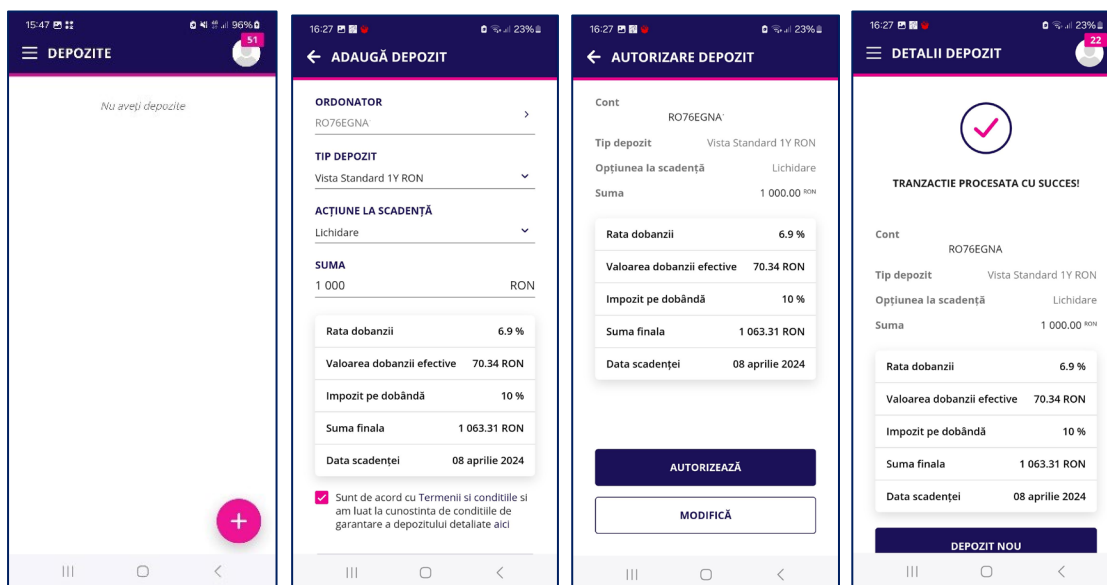 15:47
96%
51
DEPOZITE
Nu aveți depozite
+
16:27
23%
ADAUGĂ DEPOZIT
ORDONATOR
RO76EGNA
TIP DEPOZIT
Vista Standard 1Y RON
ACȚIUNE LA SCADENȚĂ
Lichidare
SUMA
1 000 RON
Rata dobanzii 6.9 %
Valoarea dobanzii efective 70.34 RON
Impozit pe dobândă 10 %
Suma finala 1 063.31 RON
Data scadenței 08 aprilie 2024
Sunt de acord cu Termenii si conditiile si
am luat la cunostinta de conditiile de
garantare a depozitului detaliate aici
16:27
23%
AUTORIZARE DEPOZIT
Cont
RO76EGNA
Tip depozit Vista Standard 1Y RON
Opțiunea la scadență Lichidare
Suma 1 000.00 RON
Rata dobanzii 6.9 %
Valoarea dobanzii efective 70.34 RON
Impozit pe dobândă 10 %
Suma finala 1 063.31 RON
Data scadenței 08 aprilie 2024
AUTORIZEAZĂ
MODIFICĂ
16:27
23%
22
DETALII DEPOZIT
TRANZACTIE PROCESATA CU SUCCES!
Cont
RO76EGNA
Tip depozit Vista Standard 1Y RON
Opțiunea la scadență Lichidare
Suma 1 000.00 RON
Rata dobanzii 6.9 %
Valoarea dobanzii efective 70.34 RON
Impozit pe dobândă 10 %
Suma finala 1 063.31 RON
Data scadenței 08 aprilie 2024
DEPOZIT NOU